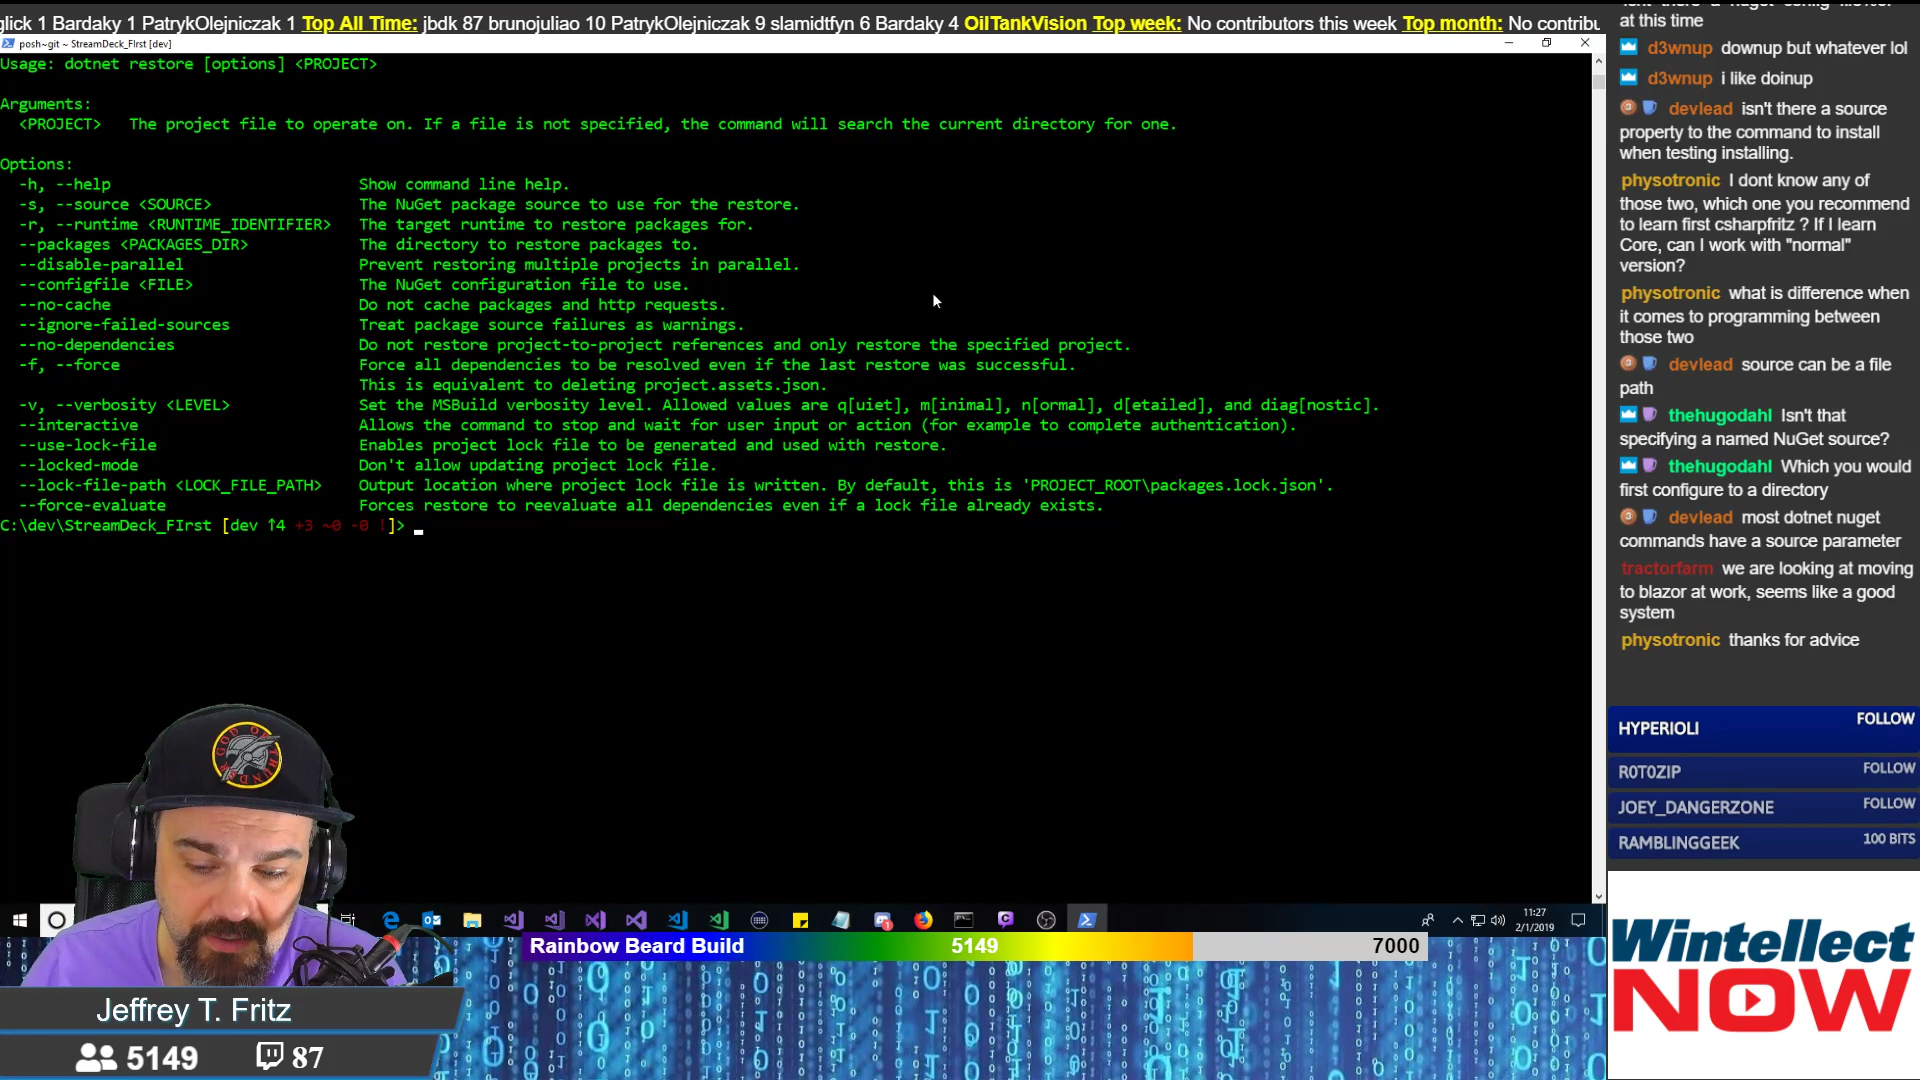 glick 1 Bardaky 1 PatrykOlejniczak 1 Top All Time: jbdk 87 brunojuliao 10 PatrykOlejniczak 9 slamidtfyn 6 Bardaky 4 OilTankVision Top week: No contributors this week Top month: No contribu
posh~git ~ StreamDeck_FIrst [dev]
Usage: dotnet restore [options] <PROJECT>
Arguments:
<PROJECT> The project file to operate on. If a file is not specified, the command will search the current directory for one.
Options:
-h, --help Show command line help.
-s, --source <SOURCE> The NuGet package source to use for the restore.
-r, --runtime <RUNTIME_IDENTIFIER> The target runtime to restore packages for.
--packages <PACKAGES_DIR> The directory to restore packages to.
--disable-parallel Prevent restoring multiple projects in parallel.
--configfile <FILE> The NuGet configuration file to use.
--no-cache Do not cache packages and http requests.
--ignore-failed-sources Treat package source failures as warnings.
--no-dependencies Do not restore project-to-project references and only restore the specified project.
-f, --force Force all dependencies to be resolved even if the last restore was successful.
This is equivalent to deleting project.assets.json.
-v, --verbosity <LEVEL> Set the MSBuild verbosity level. Allowed values are q[uiet], m[inimal], n[ormal], d[etailed], and diag[nostic].
--interactive Allows the command to stop and wait for user input or action (for example to complete authentication).
--use-lock-file Enables project lock file to be generated and used with restore.
--locked-mode Don't allow updating project lock file.
--lock-file-path <LOCK_FILE_PATH> Output location where project lock file is written. By default, this is 'PROJECT_ROOT\packages.lock.json'.
--force-evaluate Forces restore to reevaluate all dependencies even if a lock file already exists.
C:\dev\StreamDeck_FIrst [dev ↑4 +3 ~0 -0 !]>
at this time
d3wnup downup but whatever lol
d3wnup i like doinup
devlead isn't there a source
property to the command to install
when testing installing.
physotronic I dont know any of
those two, which one you recommend
to learn first csharpfritz ? If I learn
Core, can I work with "normal"
version?
physotronic what is difference when
it comes to programming between
those two
devlead source can be a file
path
thehugodahl Isn't that
specifying a named NuGet source?
thehugodahl Which you would
first configure to a directory
devlead most dotnet nuget
commands have a source parameter
tractorfarm we are looking at moving
to blazor at work, seems like a good
system
physotronic thanks for advice
HYPERIOLI FOLLOW
R0T0ZIP FOLLOW
JOEY_DANGERZONE FOLLOW
RAMBLINGGEEK 100 BITS
11:27
2/1/2019
Rainbow Beard Build 5149 7000
GOD OF THUNDER
Jeffrey T. Fritz
5149 87
Wintellect
NOW